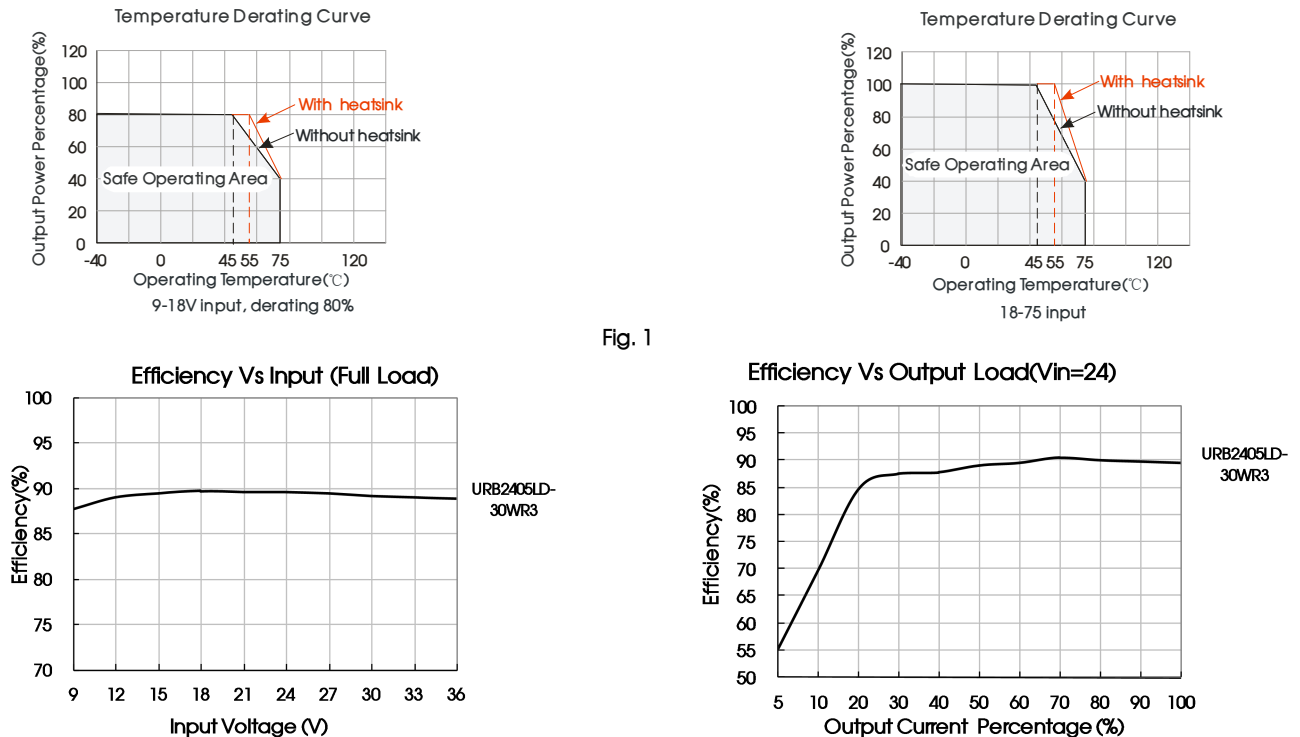 Temperature Derating Curve
Output Power Percentage(%)
120
100
80
60
40
20
0
With heatsink
Without heatsink
Safe Operating Area
-40
0
45
55
75
120
Operating Temperature(℃)
9-18V input, derating 80%
Temperature Derating Curve
Output Power Percentage(%)
120
100
80
60
40
20
0
With heatsink
Without heatsink
Safe Operating Area
-40
0
45
55
75
120
Operating Temperature(℃)
18-75 input
Fig. 1
Efficiency Vs Input (Full Load)
Efficiency(%)
100
95
90
85
80
75
70
URB2405LD-
30WR3
9
12
15
18
21
24
27
30
33
36
Input Voltage (V)
Efficiency Vs Output Load(Vin=24)
Efficiency(%)
100
95
90
85
80
75
70
65
60
55
50
URB2405LD-
30WR3
5
10
20
30
40
50
60
70
80
90
100
Output Current Percentage (%)